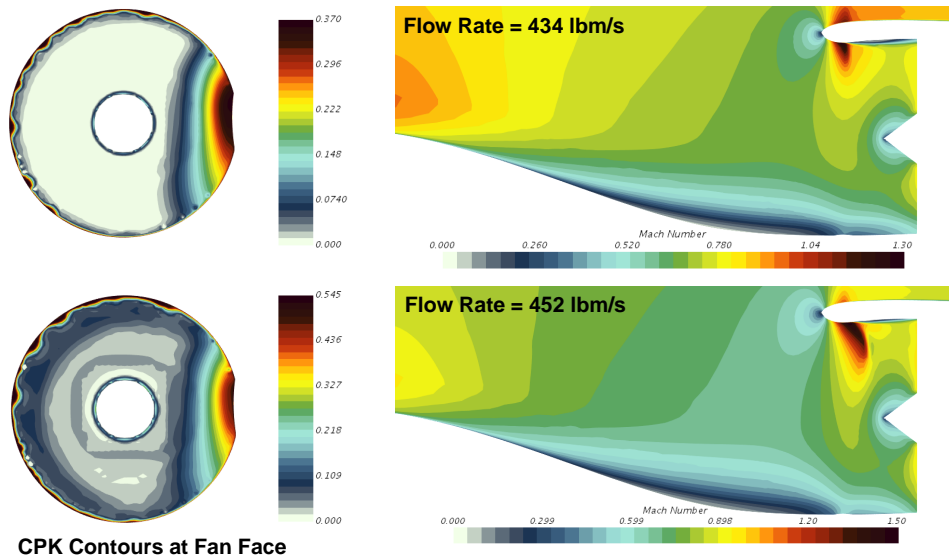 0.370
0.296
0.222
0.148
0.0740
0.000
Flow Rate = 434 lbm/s
Mach Number
0.000 0.260 0.520 0.780 1.04 1.30
0.545
0.436
0.327
0.218
0.109
0.000
Flow Rate = 452 lbm/s
Mach Number
0.000 0.299 0.599 0.898 1.20 1.50
CPK Contours at Fan Face